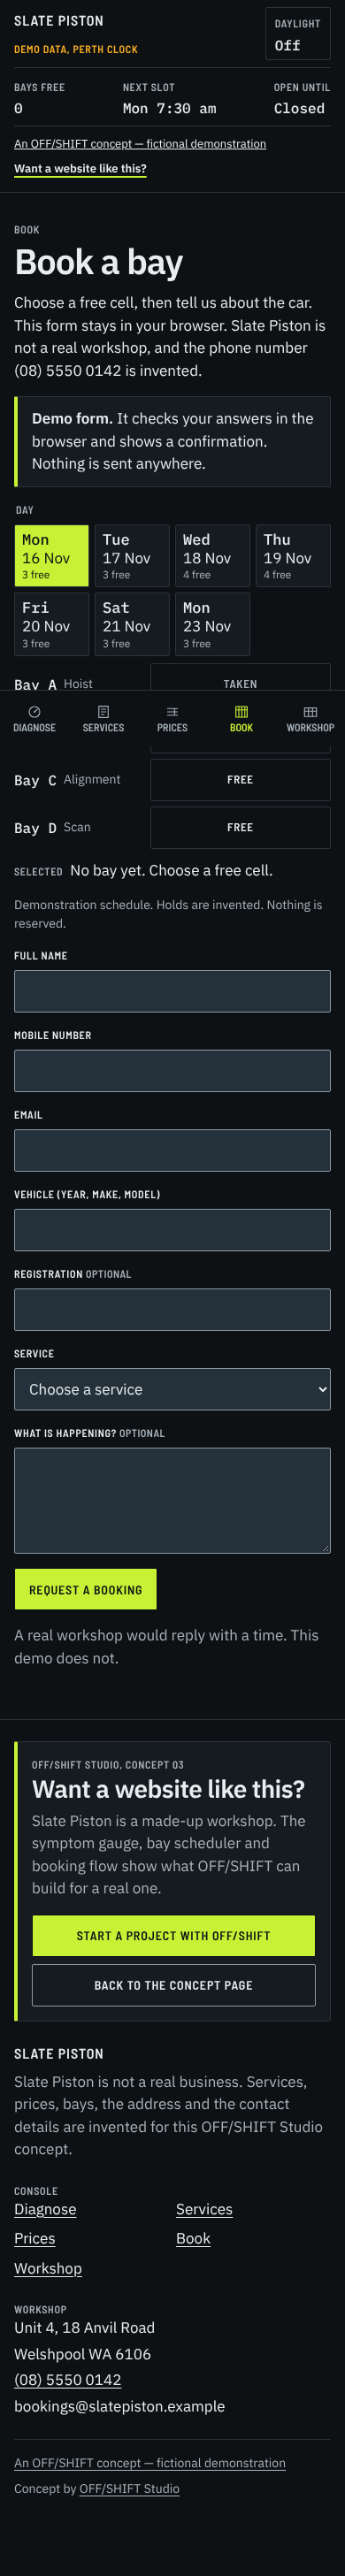 SLATE PISTON
DEMO DATA, PERTH CLOCK
DAYLIGHT
Off
BAYS FREE
0
NEXT SLOT
Mon 7:30 am
OPEN UNTIL
Closed
An OFF/SHIFT concept — fictional demonstration
Want a website like this?
BOOK
Book a bay
Choose a free cell, then tell us about the car.
This form stays in your browser. Slate Piston is
not a real workshop, and the phone number
(08) 5550 0142 is invented.
Demo form. It checks your answers in the
browser and shows a confirmation.
Nothing is sent anywhere.
DAY
Mon
16 Nov
3 free
Tue
17 Nov
3 free
Wed
18 Nov
4 free
Thu
19 Nov
4 free
Fri
20 Nov
3 free
Sat
21 Nov
3 free
Mon
23 Nov
3 free
Bay A Hoist
TAKEN
DIAGNOSE
SERVICES
PRICES
BOOK
WORKSHOP
Bay C Alignment
FREE
Bay D Scan
FREE
SELECTED No bay yet. Choose a free cell.
Demonstration schedule. Holds are invented. Nothing is
reserved.
FULL NAME
MOBILE NUMBER
EMAIL
VEHICLE (YEAR, MAKE, MODEL)
REGISTRATION OPTIONAL
SERVICE
Choose a service
WHAT IS HAPPENING? OPTIONAL
REQUEST A BOOKING
A real workshop would reply with a time. This
demo does not.
OFF/SHIFT STUDIO, CONCEPT 03
Want a website like this?
Slate Piston is a made-up workshop. The
symptom gauge, bay scheduler and
booking flow show what OFF/SHIFT can
build for a real one.
START A PROJECT WITH OFF/SHIFT
BACK TO THE CONCEPT PAGE
SLATE PISTON
Slate Piston is not a real business. Services,
prices, bays, the address and the contact
details are invented for this OFF/SHIFT Studio
concept.
CONSOLE
Diagnose
Services
Prices
Book
Workshop
WORKSHOP
Unit 4, 18 Anvil Road
Welshpool WA 6106
(08) 5550 0142
bookings@slatepiston.example
An OFF/SHIFT concept — fictional demonstration
Concept by OFF/SHIFT Studio